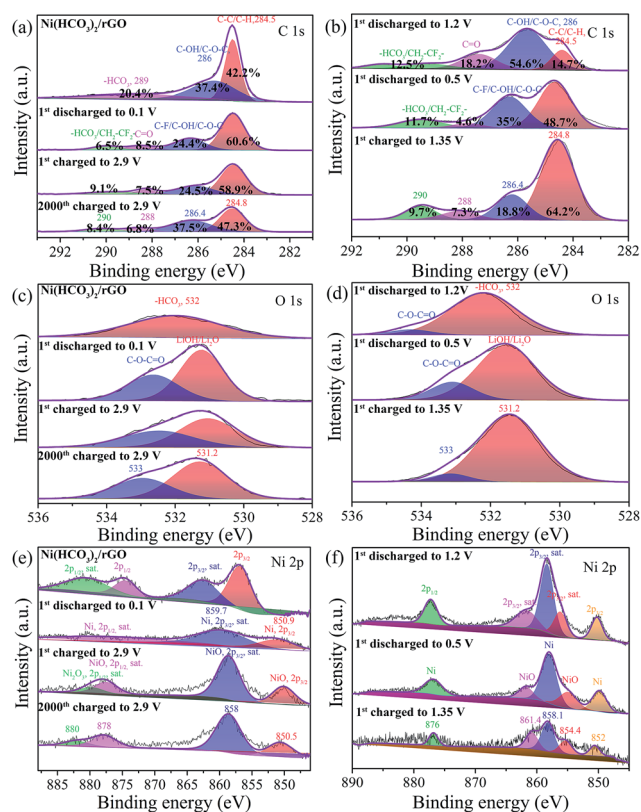 (a)
Ni(HCO3)2/rGO
C-C/C-H,284.5
C 1s
C-OH/C-O-C,
286
-HCO3, 289
20.4%
37.4%
42.2%
1st discharged to 0.1 V
-HCO3/CH2-CF2-
C=O
C-F/C-OH/C-O-C
6.5%
8.5%
24.4%
60.6%
1st charged to 2.9 V
9.1%
7.5%
24.5%
58.9%
2000th charged to 2.9 V
290
288
286.4
284.8
8.4%
6.8%
37.5%
47.3%
Intensity (a.u.)
292 290 288 286 284 282
Binding energy (eV)
(b)
1st discharged to 1.2 V
C-OH/C-O-C, 286
C-C/C-H,
284.5
C 1s
-HCO3/CH2-CF2-
C=O
12.5%
18.2%
54.6%
14.7%
1st discharged to 0.5 V
-HCO3/CH2-CF2-
C-F/C-OH/C-O-C
11.7%
4.6%
35%
48.7%
1st charged to 1.35 V
284.8
290
288
286.4
9.7%
7.3%
18.8%
64.2%
Intensity (a.u.)
292 290 288 286 284 282
Binding energy (eV)
(c)
Ni(HCO3)2/rGO
O 1s
-HCO3, 532
1st discharged to 0.1 V
C-O-C=O
LiOH/Li2O
1st charged to 2.9 V
2000th charged to 2.9 V
533
531.2
Intensity (a.u.)
536 534 532 530 528
Binding energy (eV)
(d)
1st discharged to 1.2V
-HCO3, 532
O 1s
C-O-C=O
1st discharged to 0.5 V
LiOH/Li2O
C-O-C=O
1st charged to 1.35 V
531.2
533
Intensity (a.u.)
536 534 532 530 528
Binding energy (eV)
(e)
Ni(HCO3)2/rGO
Ni 2p
2p1/2, sat.
2p1/2
2p3/2, sat.
2p3/2
1st discharged to 0.1 V
859.7
850.9
Ni, 2p1/2, sat.
Ni, 2p3/2, sat.
Ni, 2p3/2
1st charged to 2.9 V
NiO, 2p3/2, sat.
NiO, 2p1/2, sat.
NiO, 2p3/2
2000th charged to 2.9 V
880
878
858
850.5
Intensity (a.u.)
885 880 875 870 865 860 855 850
Binding energy (eV)
(f)
1st discharged to 1.2 V
2p3/2, sat.
Ni 2p
2p1/2
2p3/2, sat.
2p3/2
1st discharged to 0.5 V
Ni
Ni
NiO
NiO
Ni
1st charged to 1.35 V
876
861.4
858.1
854.4
852
Intensity (a.u.)
890 880 870 860 850
Binding energy (eV)